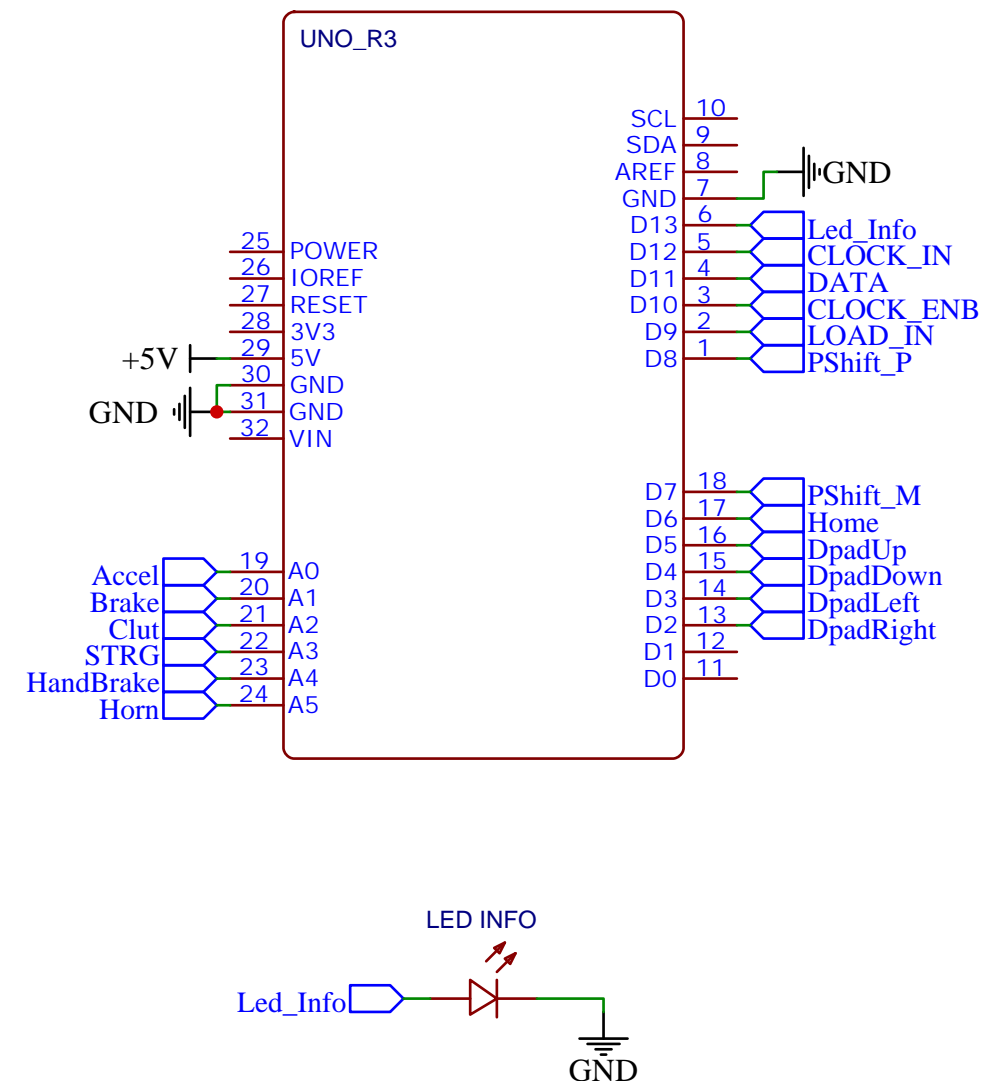 UNO_R3
SCL 10
SDA 9
AREF 8
GND 7 GND
D13 6 Led_Info
D12 5 CLOCK_IN
D11 4 DATA
D10 3 CLOCK_ENB
D9 2 LOAD_IN
D8 1 PShift_P
25 POWER
26 IOREF
27 RESET
28 3V3
+5V 29 5V
30 GND
GND 31 GND
32 VIN
D7 18 PShift_M
D6 17 Home
D5 16 DpadUp
D4 15 DpadDown
D3 14 DpadLeft
D2 13 DpadRight
D1 12
D0 11
Accel 19 A0
Brake 20 A1
Clut 21 A2
STRG 22 A3
HandBrake 23 A4
Horn 24 A5
LED INFO
Led_Info
GND